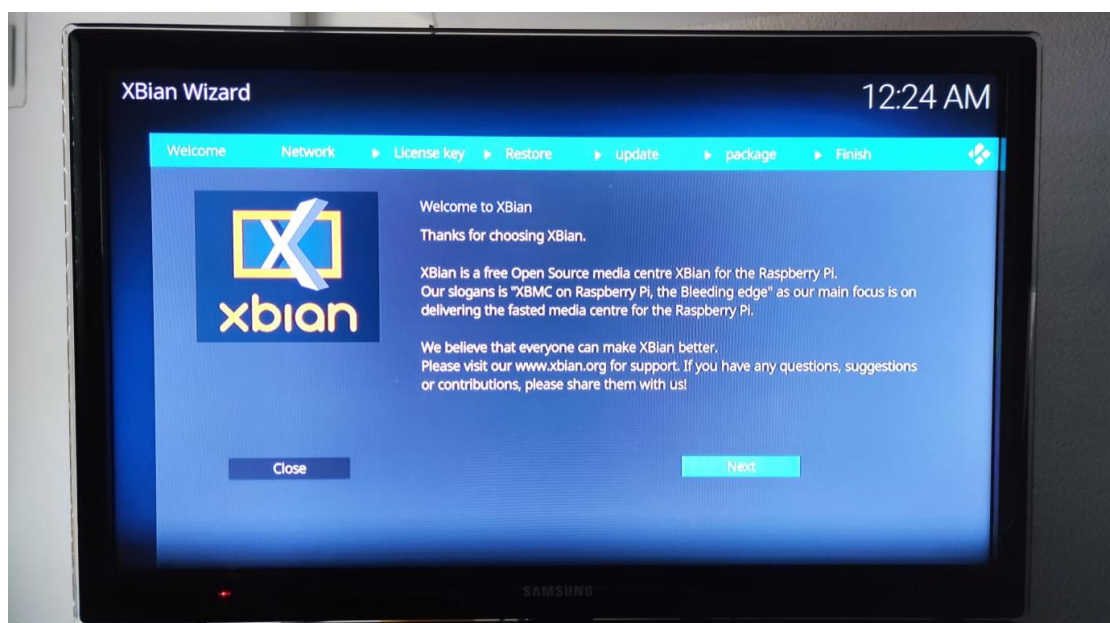 XBian Wizard
12:24 AM
Welcome Network License key Restore update package Finish
xbian
Welcome to XBian
Thanks for choosing XBian.
XBian is a free Open Source media centre XBian for the Raspberry Pi.
Our slogans is "XBMC on Raspberry Pi, the Bleeding edge" as our main focus is on
delivering the fasted media centre for the Raspberry Pi.
We believe that everyone can make XBian better.
Please visit our www.xbian.org for support. If you have any questions, suggestions
or contributions, please share them with us!
Close Next
SAMSUNG